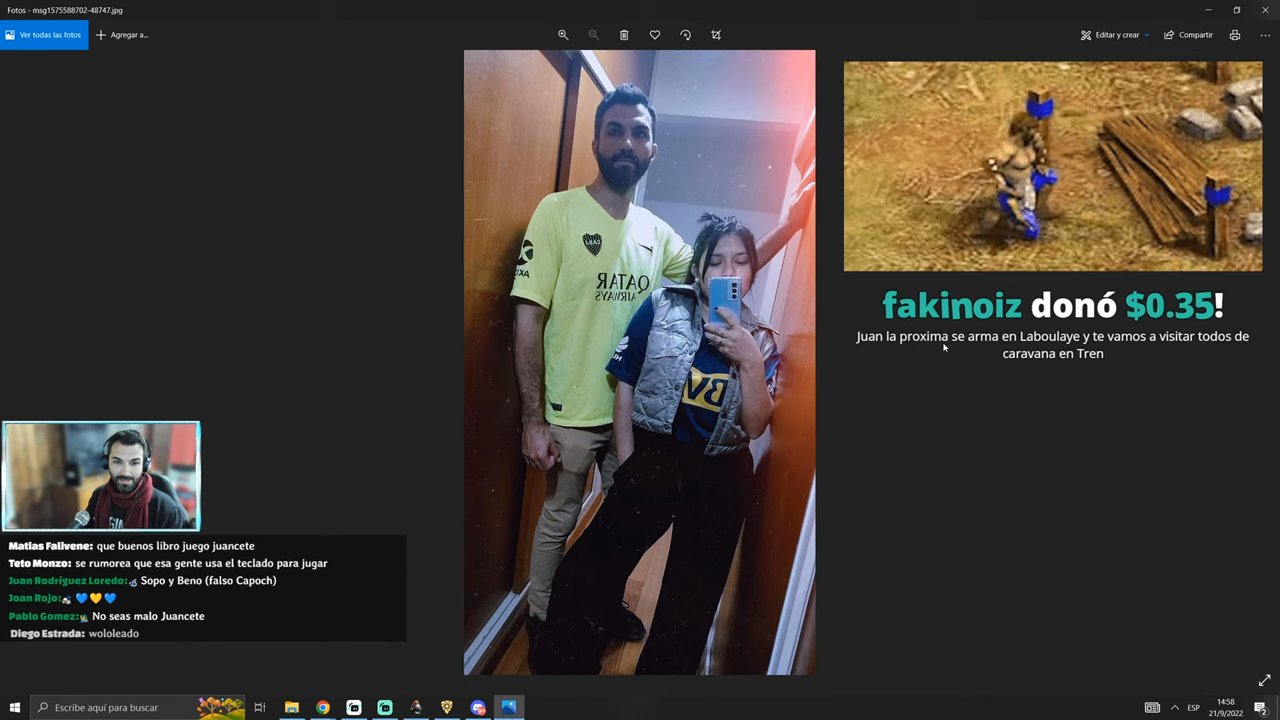 Fotos - msg1575588702-48747.jpg
Ver todas las fotos
Agregar a...
Editar y crear
Compartir
CABJ
QATAR
AIRWAYS
fakinoiz donó $0.35!
Juan la proxima se arma en Laboulaye y te vamos a visitar todos de
caravana en Tren
Matias Falivene: que buenos libro juego juancete
Teto Monzo: se rumorea que esa gente usa el teclado para jugar
Juan Rodríguez Loredo: Sopo y Beno (falso Capoch)
Joan Rojo: 💙💛💙
Pablo Gomez: No seas malo Juancete
Diego Estrada: wololeado
Escribe aquí para buscar
ESP
14:58
21/9/2022
2